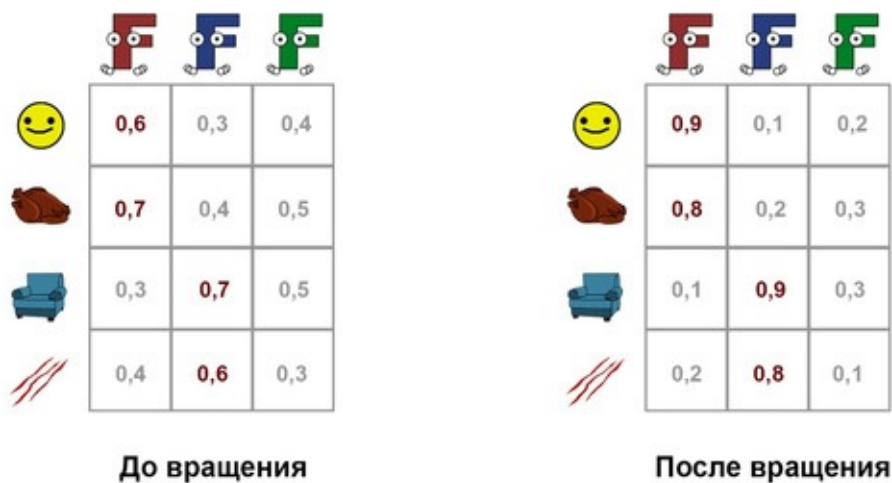 F F F F F F
0,6 0,3 0,4 0,9 0,1 0,2
0,7 0,4 0,5 0,8 0,2 0,3
0,3 0,7 0,5 0,1 0,9 0,3
0,4 0,6 0,3 0,2 0,8 0,1
До вращения После вращения